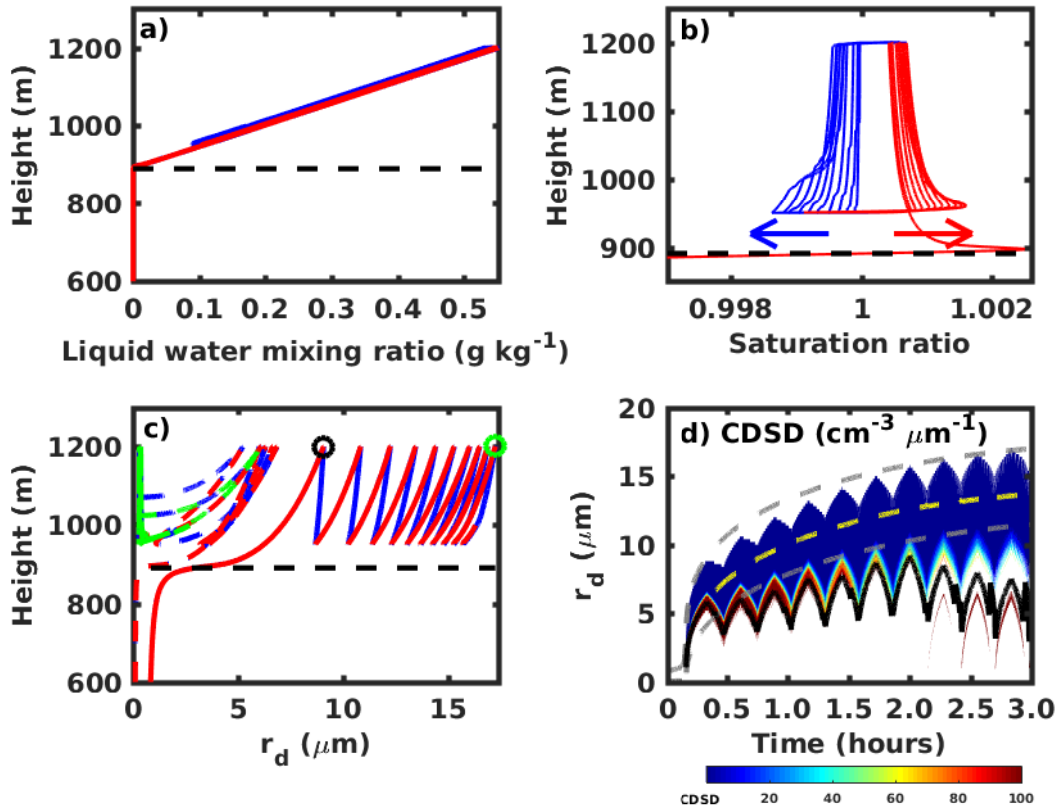 a)
1200
1000
800
600
Height (m)
0 0.1 0.2 0.3 0.4 0.5
Liquid water mixing ratio (g kg⁻¹)
b)
1200
1100
1000
900
Height (m)
0.998 1 1.002
Saturation ratio
c)
1200
1000
800
600
Height (m)
0 5 10 15
r_d (μm)
d) CDSD (cm⁻³ μm⁻¹)
20
15
10
5
0
r_d (μm)
0 0.5 1.0 1.5 2.0 2.5 3.0
Time (hours)
CDSD 20 40 60 80 100